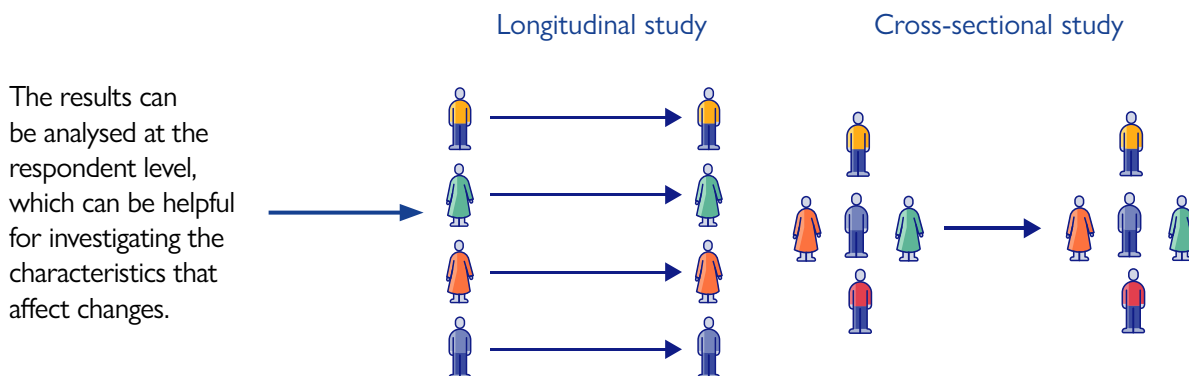 Longitudinal study
Cross-sectional study
The results can
be analysed at the
respondent level,
which can be helpful
for investigating the
characteristics that
affect changes.